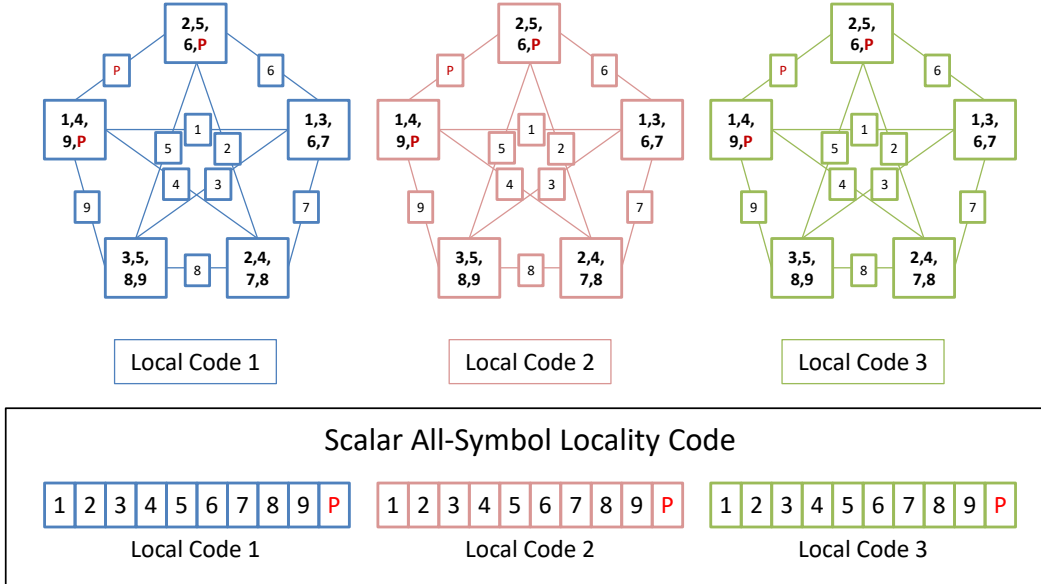 2,5,
6,P
P
6
1,4,
9,P
1
1,3,
6,7
5
2
4
3
9
7
3,5,
8,9
8
2,4,
7,8
Local Code 1
2,5,
6,P
P
6
1,4,
9,P
1
1,3,
6,7
5
2
4
3
9
7
3,5,
8,9
8
2,4,
7,8
Local Code 2
2,5,
6,P
P
6
1,4,
9,P
1
1,3,
6,7
5
2
4
3
9
7
3,5,
8,9
8
2,4,
7,8
Local Code 3
Scalar All-Symbol Locality Code
1 2 3 4 5 6 7 8 9 P
Local Code 1
1 2 3 4 5 6 7 8 9 P
Local Code 2
1 2 3 4 5 6 7 8 9 P
Local Code 3